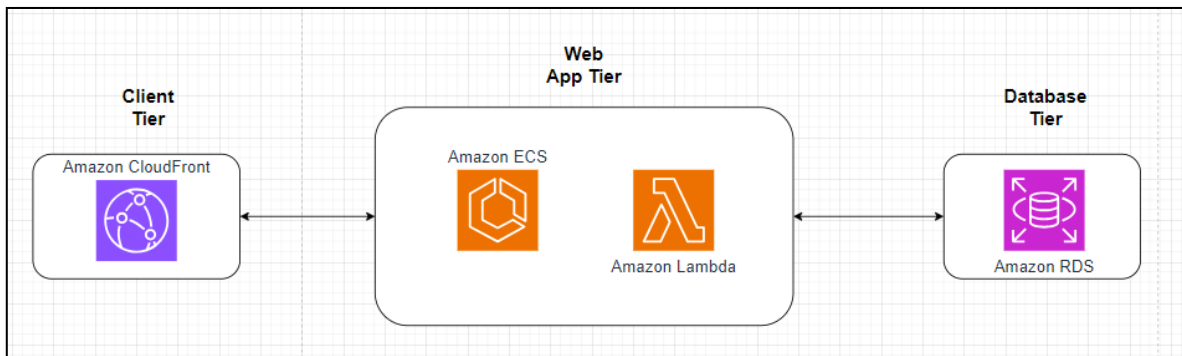 Client
Tier
Amazon CloudFront
Web
App Tier
Amazon ECS
Amazon Lambda
Database
Tier
Amazon RDS